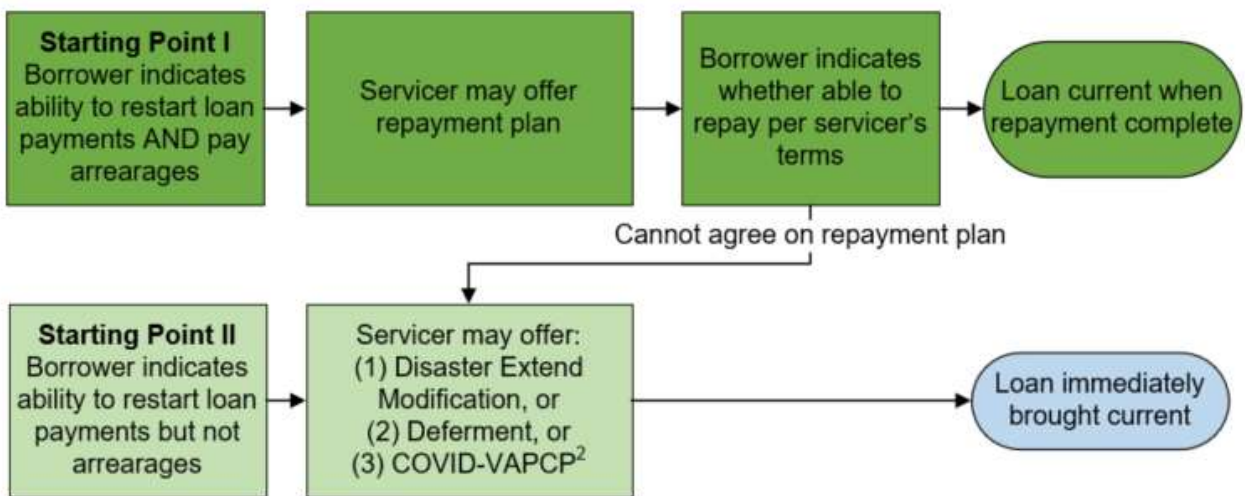 Starting Point I
Borrower indicates
ability to restart loan
payments AND pay
arrearages
Servicer may offer
repayment plan
Borrower indicates
whether able to
repay per servicer’s
terms
Loan current when
repayment complete
Cannot agree on repayment plan
Starting Point II
Borrower indicates
ability to restart loan
payments but not
arrearages
Servicer may offer:
(1) Disaster Extend
Modification, or
(2) Deferment, or
(3) COVID-VAPCP²
Loan immediately
brought current